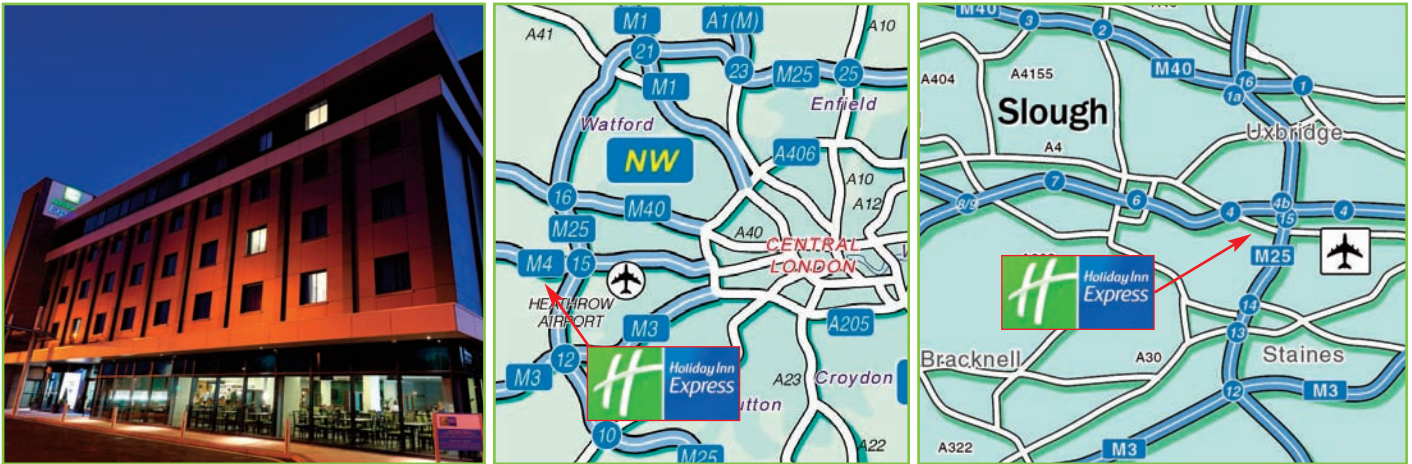 M1
A1(M)
A10
A41
21
23
M25
25
M1
Enfield
Watford
NW
A406
A10
A12
16
M40
M25
A40
CENTRAL
LONDON
M4
15
HEATHROW
AIRPORT
M3
A205
12
M3
Holiday Inn
Express
A23
Croydon
utton
10
M25
A22
M40
3
2
A404
A4155
M40
16
1a
1
Slough
Uxbridge
A4
7
8/9
6
4
4b
15
4
M25
Holiday Inn
Express
14
13
Bracknell
A30
Staines
12
M3
M3
A322